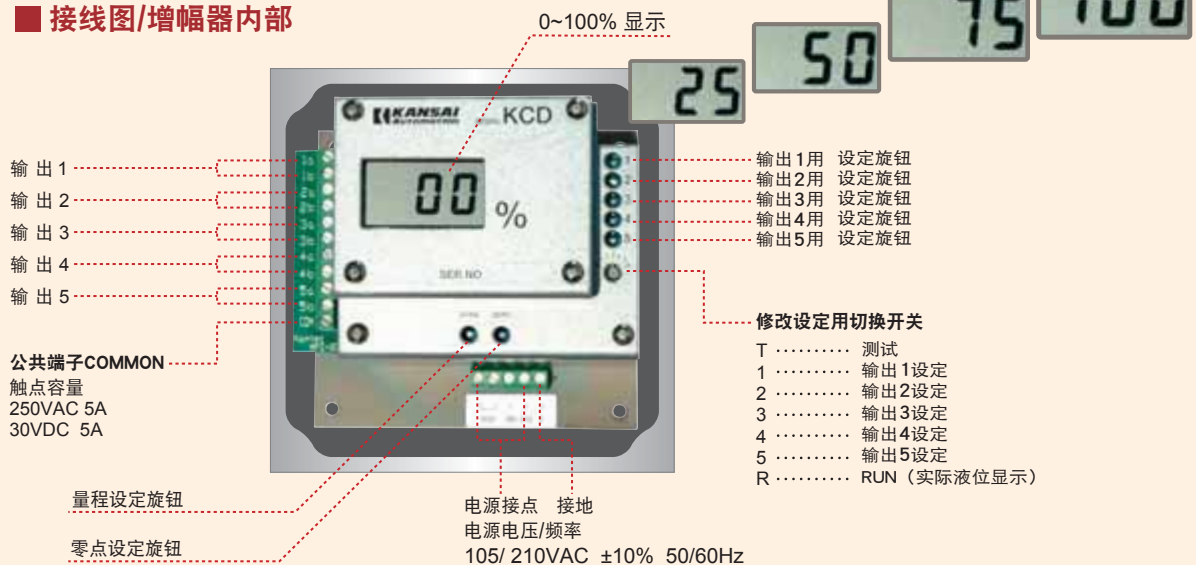 接线图/增幅器内部
0~100% 显示
25
50
75
100
KANSAI
AUTOMATION
KCD
00 %
SER.NO
输 出 1
输 出 2
输 出 3
输 出 4
输 出 5
公共端子COMMON
触点容量
250VAC 5A
30VDC 5A
量程设定旋钮
零点设定旋钮
输出1用 设定旋钮
输出2用 设定旋钮
输出3用 设定旋钮
输出4用 设定旋钮
输出5用 设定旋钮
修改设定用切换开关
T ·········· 测试
1 ·········· 输出1设定
2 ·········· 输出2设定
3 ·········· 输出3设定
4 ·········· 输出4设定
5 ·········· 输出5设定
R ·········· RUN（实际液位显示）
电源接点 接地
电源电压/频率
105/ 210VAC ±10% 50/60Hz